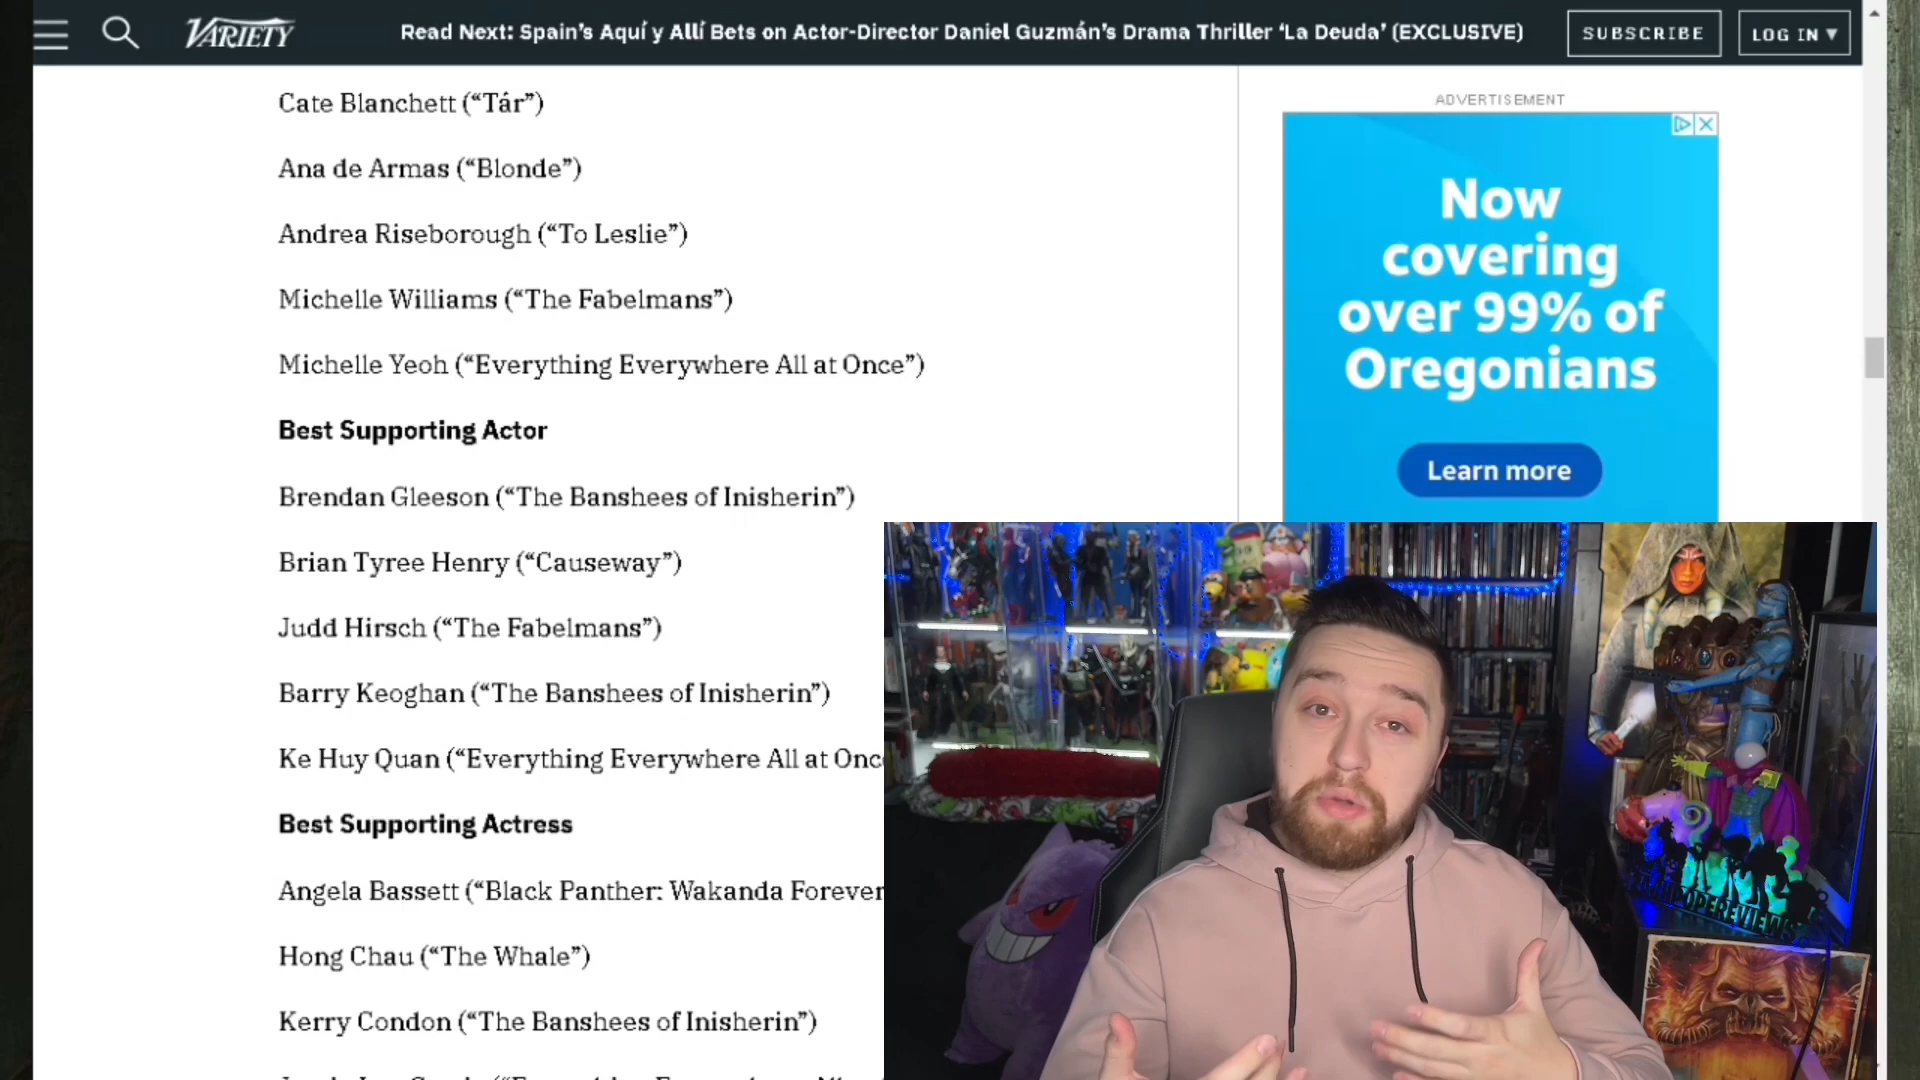 VARIETY
Read Next: Spain’s Aquí y Allí Bets on Actor-Director Daniel Guzmán’s Drama Thriller ‘La Deuda’ (EXCLUSIVE)
SUBSCRIBE
LOG IN ▼
Cate Blanchett (“Tár”)
Ana de Armas (“Blonde”)
Andrea Riseborough (“To Leslie”)
Michelle Williams (“The Fabelmans”)
Michelle Yeoh (“Everything Everywhere All at Once”)
Best Supporting Actor
Brendan Gleeson (“The Banshees of Inisherin”)
Brian Tyree Henry (“Causeway”)
Judd Hirsch (“The Fabelmans”)
Barry Keoghan (“The Banshees of Inisherin”)
Ke Huy Quan (“Everything Everywhere All at Onc
Best Supporting Actress
Angela Bassett (“Black Panther: Wakanda Forever
Hong Chau (“The Whale”)
Kerry Condon (“The Banshees of Inisherin”)
ADVERTISEMENT
Now
covering
over 99% of
Oregonians
Learn more